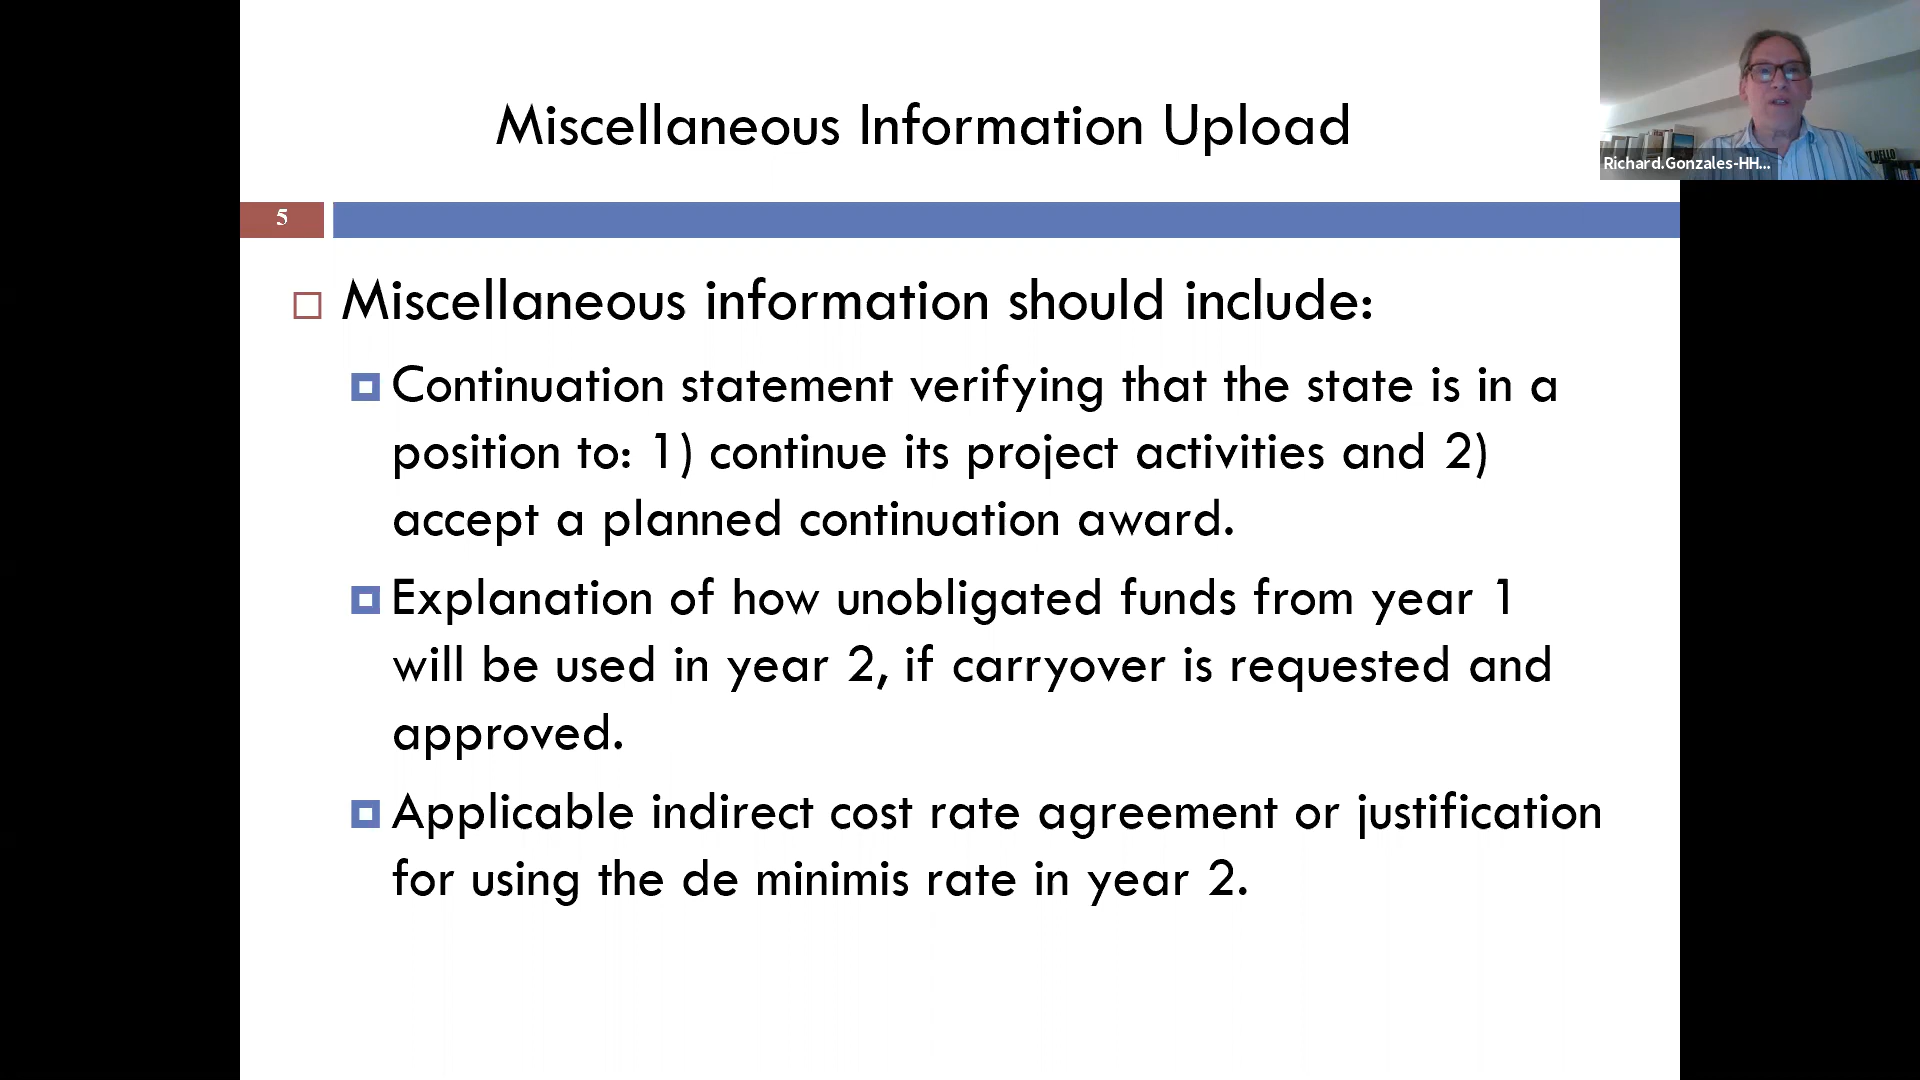 Miscellaneous Information Upload
Richard.Gonzales-HH...
5
Miscellaneous information should include:
Continuation statement verifying that the state is in a
position to: 1) continue its project activities and 2)
accept a planned continuation award.
Explanation of how unobligated funds from year 1
will be used in year 2, if carryover is requested and
approved.
Applicable indirect cost rate agreement or justification
for using the de minimis rate in year 2.